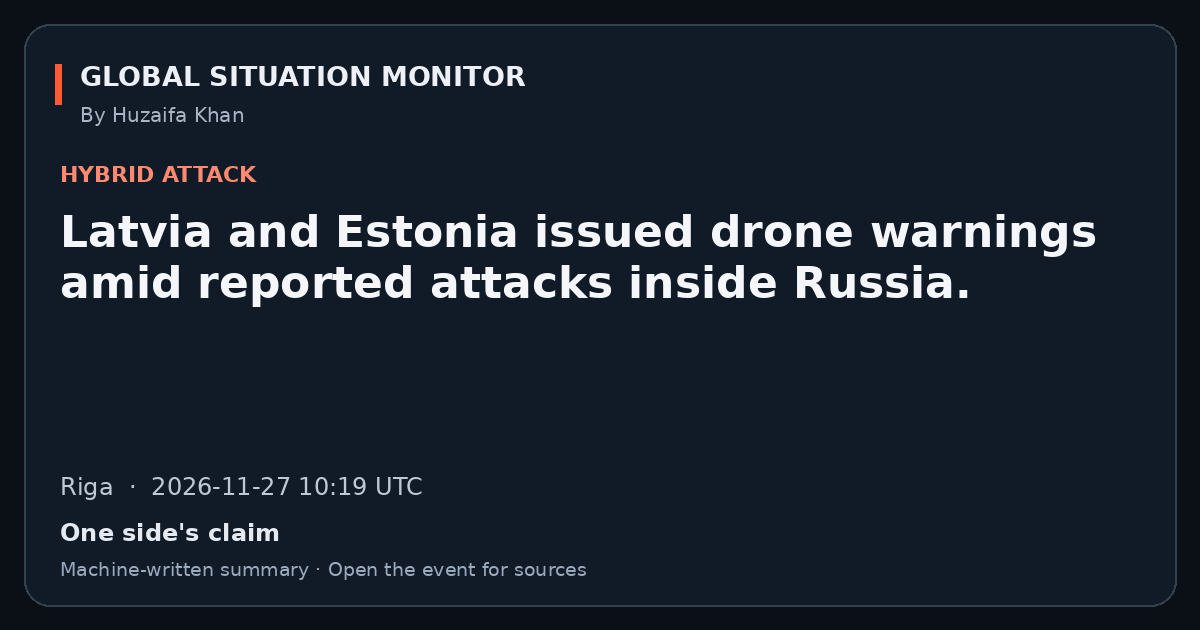 GLOBAL SITUATION MONITOR
By Huzaifa Khan
HYBRID ATTACK
Latvia and Estonia issued drone warnings
amid reported attacks inside Russia.
Riga · 2026-11-27 10:19 UTC
One side's claim
Machine-written summary · Open the event for sources